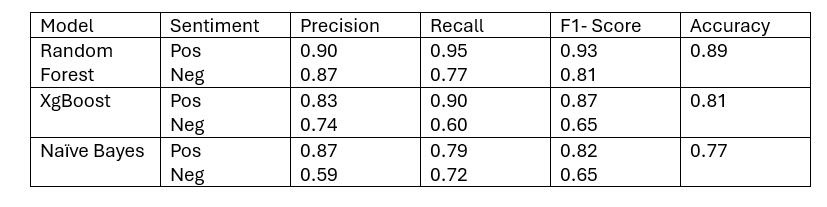 Model Sentiment Precision Recall F1- Score Accuracy
Random Pos 0.90 0.95 0.93 0.89
Forest Neg 0.87 0.77 0.81
XgBoost Pos 0.83 0.90 0.87 0.81
Neg 0.74 0.60 0.65
Naïve Bayes Pos 0.87 0.79 0.82 0.77
Neg 0.59 0.72 0.65